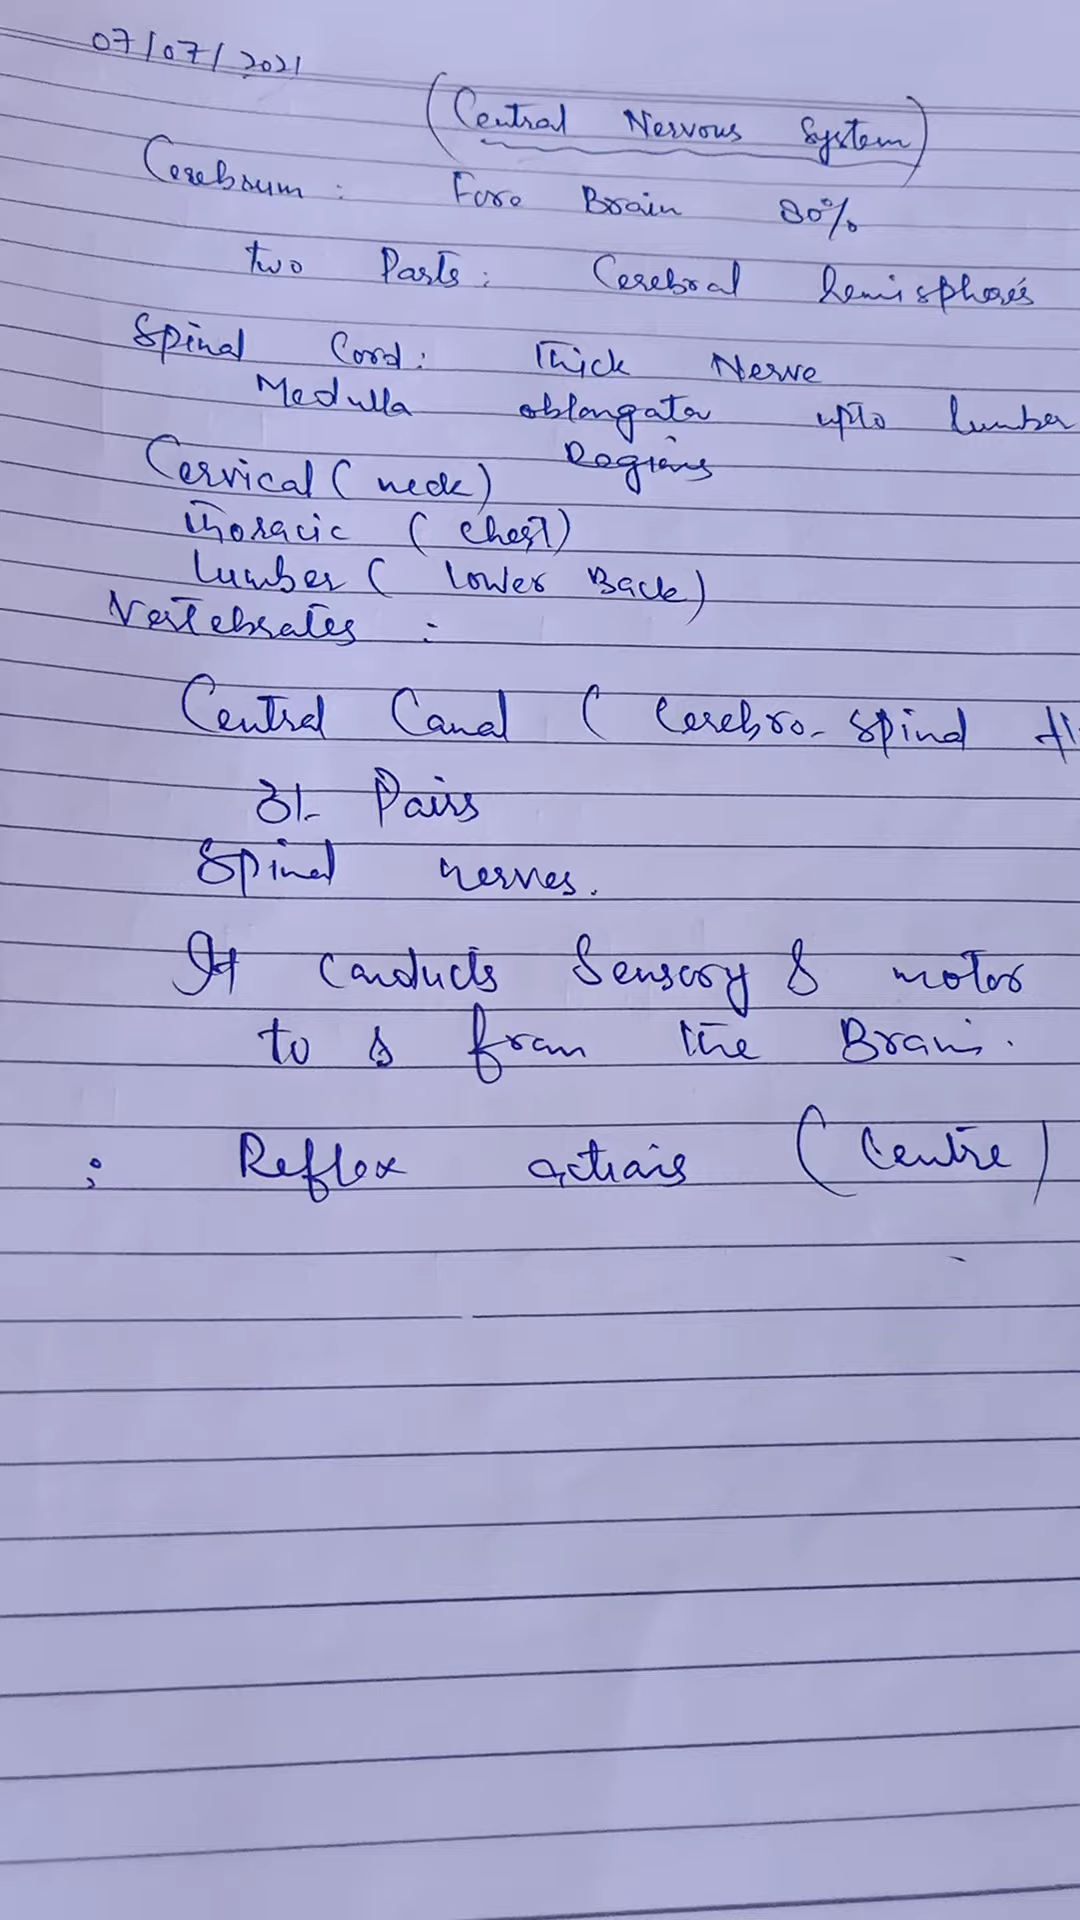 07/07/2021
(Central Nervous System)
Cerebrum : Fore Brain 80%
two Parts : Cerebral hemisphere's
Spinal Cord : Thick Nerve
Medulla oblongata upto lumber
Regions
Cervical (neck)
Thoracic (chest)
Lumber (lower Back)
Vertebrates :
Central Canal ( Cerebro-spinal
31- Pairs
Spinal nerves.
It conducts Sensory & motor
to & from the Brain.
: Reflex actions (Centre)